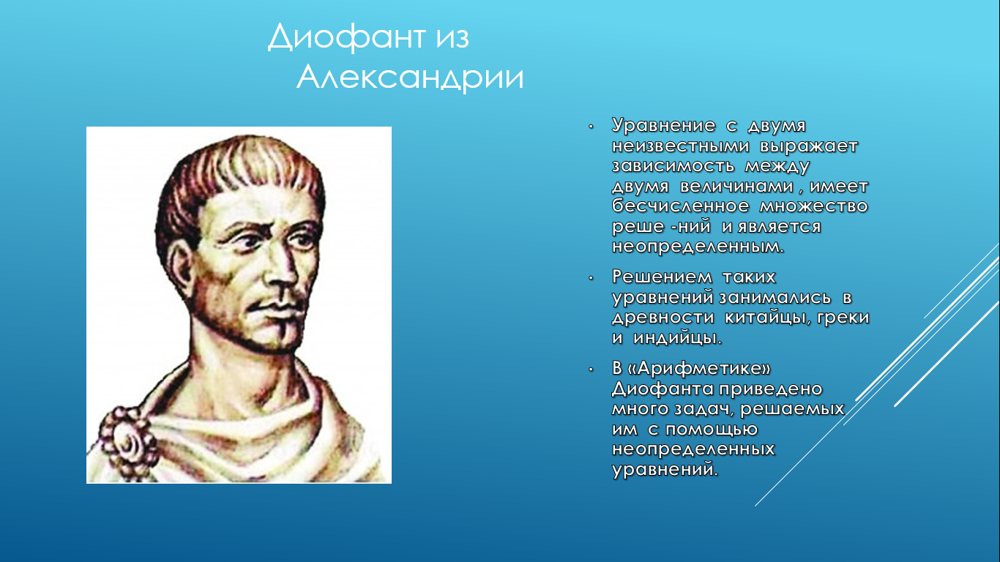 Диофант из
Александрии
• Уравнение с двумя
неизвестными выражает
зависимость между
двумя величинами , имеет
бесчисленное множество
реше -ний и является
неопределенным.
• Решением таких
уравнений занимались в
древности китайцы, греки
и индийцы.
• В «Арифметике»
Диофанта приведено
много задач, решаемых
им с помощью
неопределенных
уравнений.